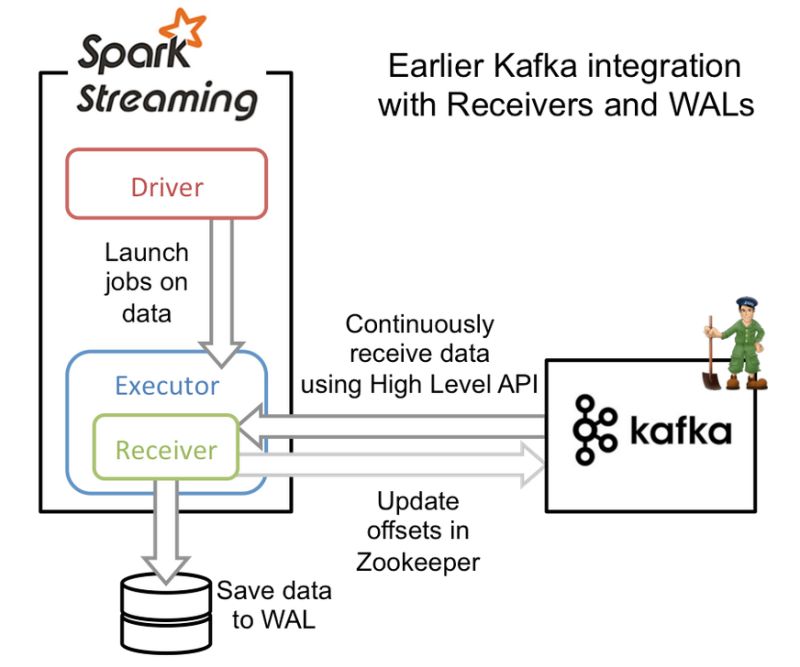 Spark
Streaming
Earlier Kafka integration
with Receivers and WALs
Driver
Launch
jobs on
data
Executor
Receiver
Continuously
receive data
using High Level API
kafka
Update
offsets in
Zookeeper
Save data
to WAL